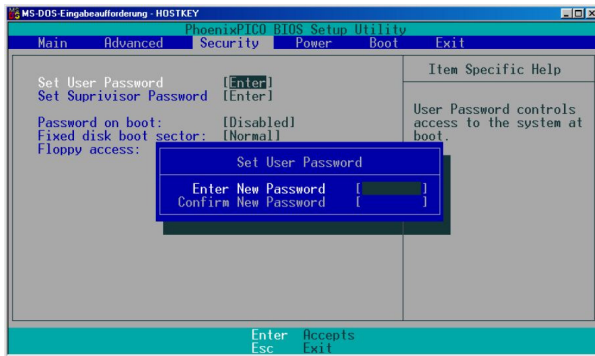 MS-DOS-Eingabeaufforderung - HOSTKEY
PhoenixPICO BIOS Setup Utility
Main Advanced Security Power Boot Exit
Item Specific Help
Set User Password [Enter]
Set Suprivisor Password [Enter]
User Password controls
access to the system at
boot.
Password on boot: [Disabled]
Fixed disk boot sector: [Normal]
Floppy access:
Set User Password
Enter New Password [ ]
Confirm New Password [ ]
Enter Accepts
Esc Exit